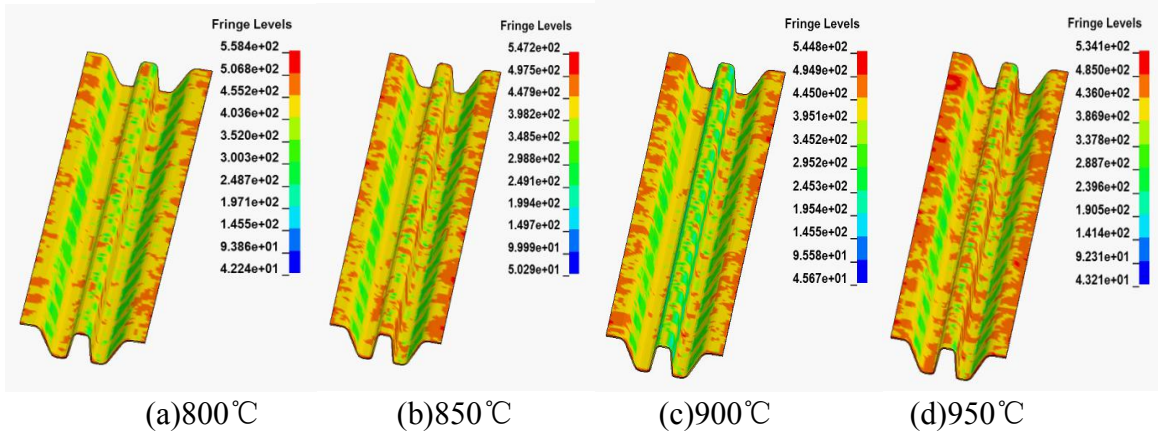 Fringe Levels
5.584e+02
5.068e+02
4.552e+02
4.036e+02
3.520e+02
3.003e+02
2.487e+02
1.971e+02
1.455e+02
9.386e+01
4.224e+01
(a)800℃
Fringe Levels
5.472e+02
4.975e+02
4.479e+02
3.982e+02
3.485e+02
2.988e+02
2.491e+02
1.994e+02
1.497e+02
9.999e+01
5.029e+01
(b)850℃
Fringe Levels
5.448e+02
4.949e+02
4.450e+02
3.951e+02
3.452e+02
2.952e+02
2.453e+02
1.954e+02
1.455e+02
9.558e+01
4.567e+01
(c)900℃
Fringe Levels
5.341e+02
4.850e+02
4.360e+02
3.869e+02
3.378e+02
2.887e+02
2.396e+02
1.905e+02
1.414e+02
9.231e+01
4.321e+01
(d)950℃